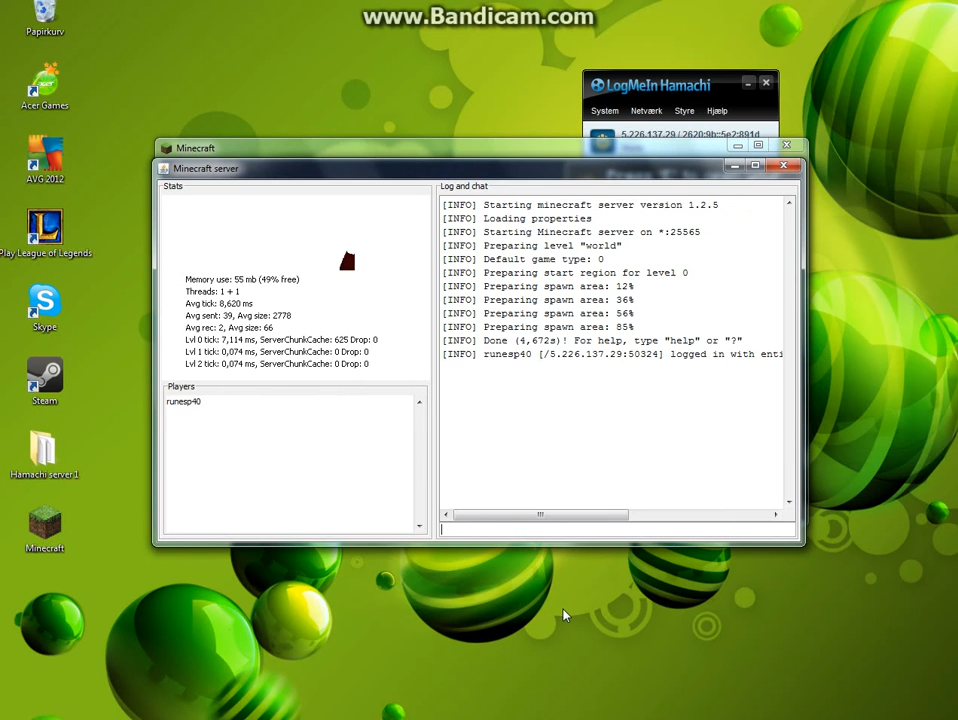 www.Bandicam.com
Papirkurv
Acer Games
AVG 2012
Play League of Legends
Skype
Steam
Hamachi server 1
Minecraft
LogMeIn Hamachi
System Netværk Styre Hjælp
5.226.137.29 / 2620:9b::5e2:891d
Minecraft
Minecraft server
Stats
Memory use: 55 mb (49% free)
Threads: 1 + 1
Avg tick: 8,620 ms
Avg sent: 39, Avg size: 2778
Avg rec: 2, Avg size: 66
Lvl 0 tick: 7,114 ms, ServerChunkCache: 625 Drop: 0
Lvl 1 tick: 0,074 ms, ServerChunkCache: 0 Drop: 0
Lvl 2 tick: 0,074 ms, ServerChunkCache: 0 Drop: 0
Players
runesp40
Log and chat
[INFO] Starting minecraft server version 1.2.5
[INFO] Loading properties
[INFO] Starting Minecraft server on *:25565
[INFO] Preparing level "world"
[INFO] Default game type: 0
[INFO] Preparing start region for level 0
[INFO] Preparing spawn area: 12%
[INFO] Preparing spawn area: 36%
[INFO] Preparing spawn area: 56%
[INFO] Preparing spawn area: 85%
[INFO] Done (4,672s)! For help, type "help" or "?"
[INFO] runesp40 [/5.226.137.29:50324] logged in with enti